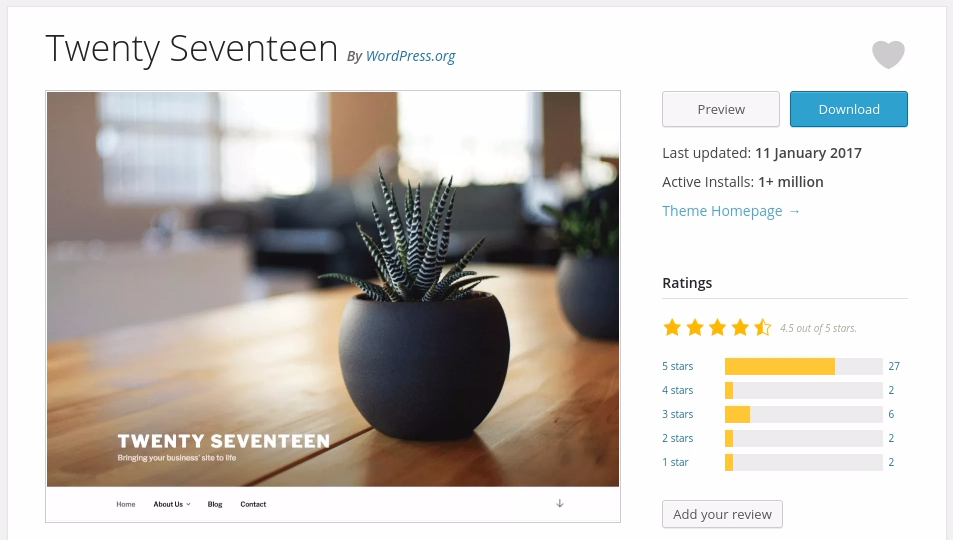 Twenty Seventeen By WordPress.org
Preview
Download
Last updated: 11 January 2017
Active Installs: 1+ million
Theme Homepage →
Ratings
4.5 out of 5 stars.
5 stars 27
4 stars 2
3 stars 6
2 stars 2
1 star 2
Add your review
TWENTY SEVENTEEN
Bringing your business' site to life
Home About Us Blog Contact